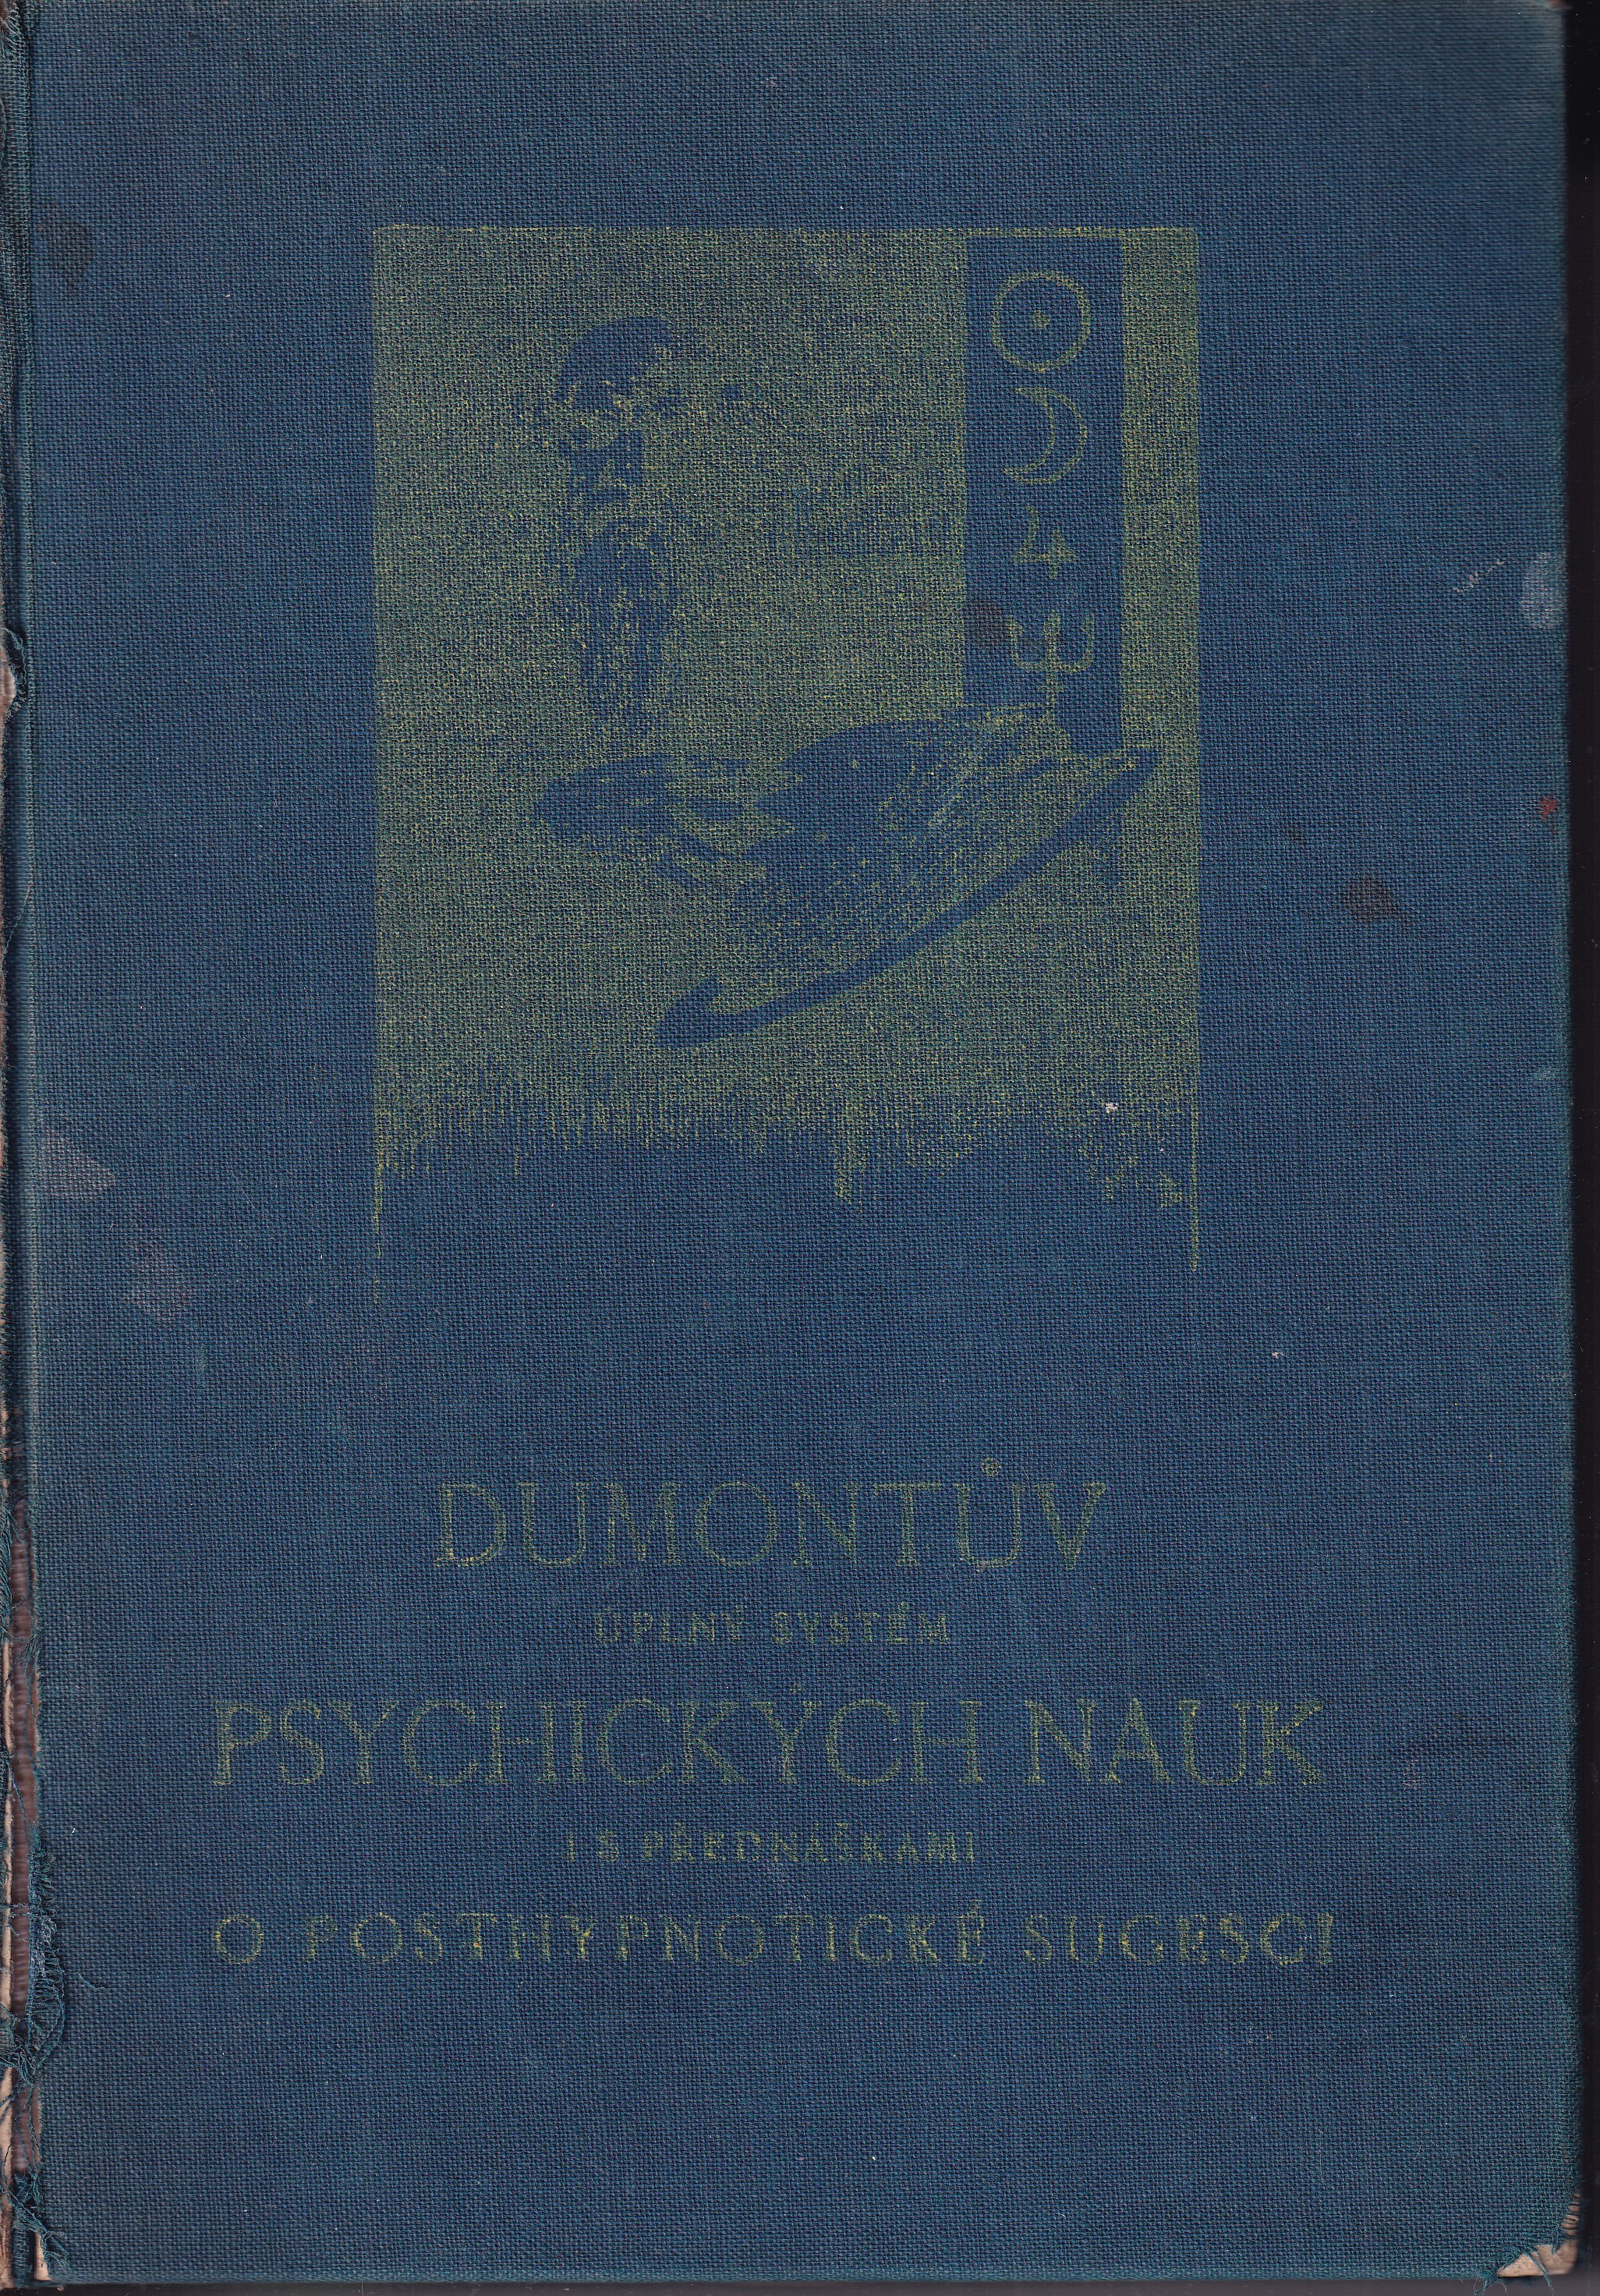 DUMONTŮV
ÚPLNÝ SYSTÉM
PSYCHICKÝCH NAUK
I S PŘEDNÁŠKAMI
O POSTHYPNOTICKÉ SUGESCI